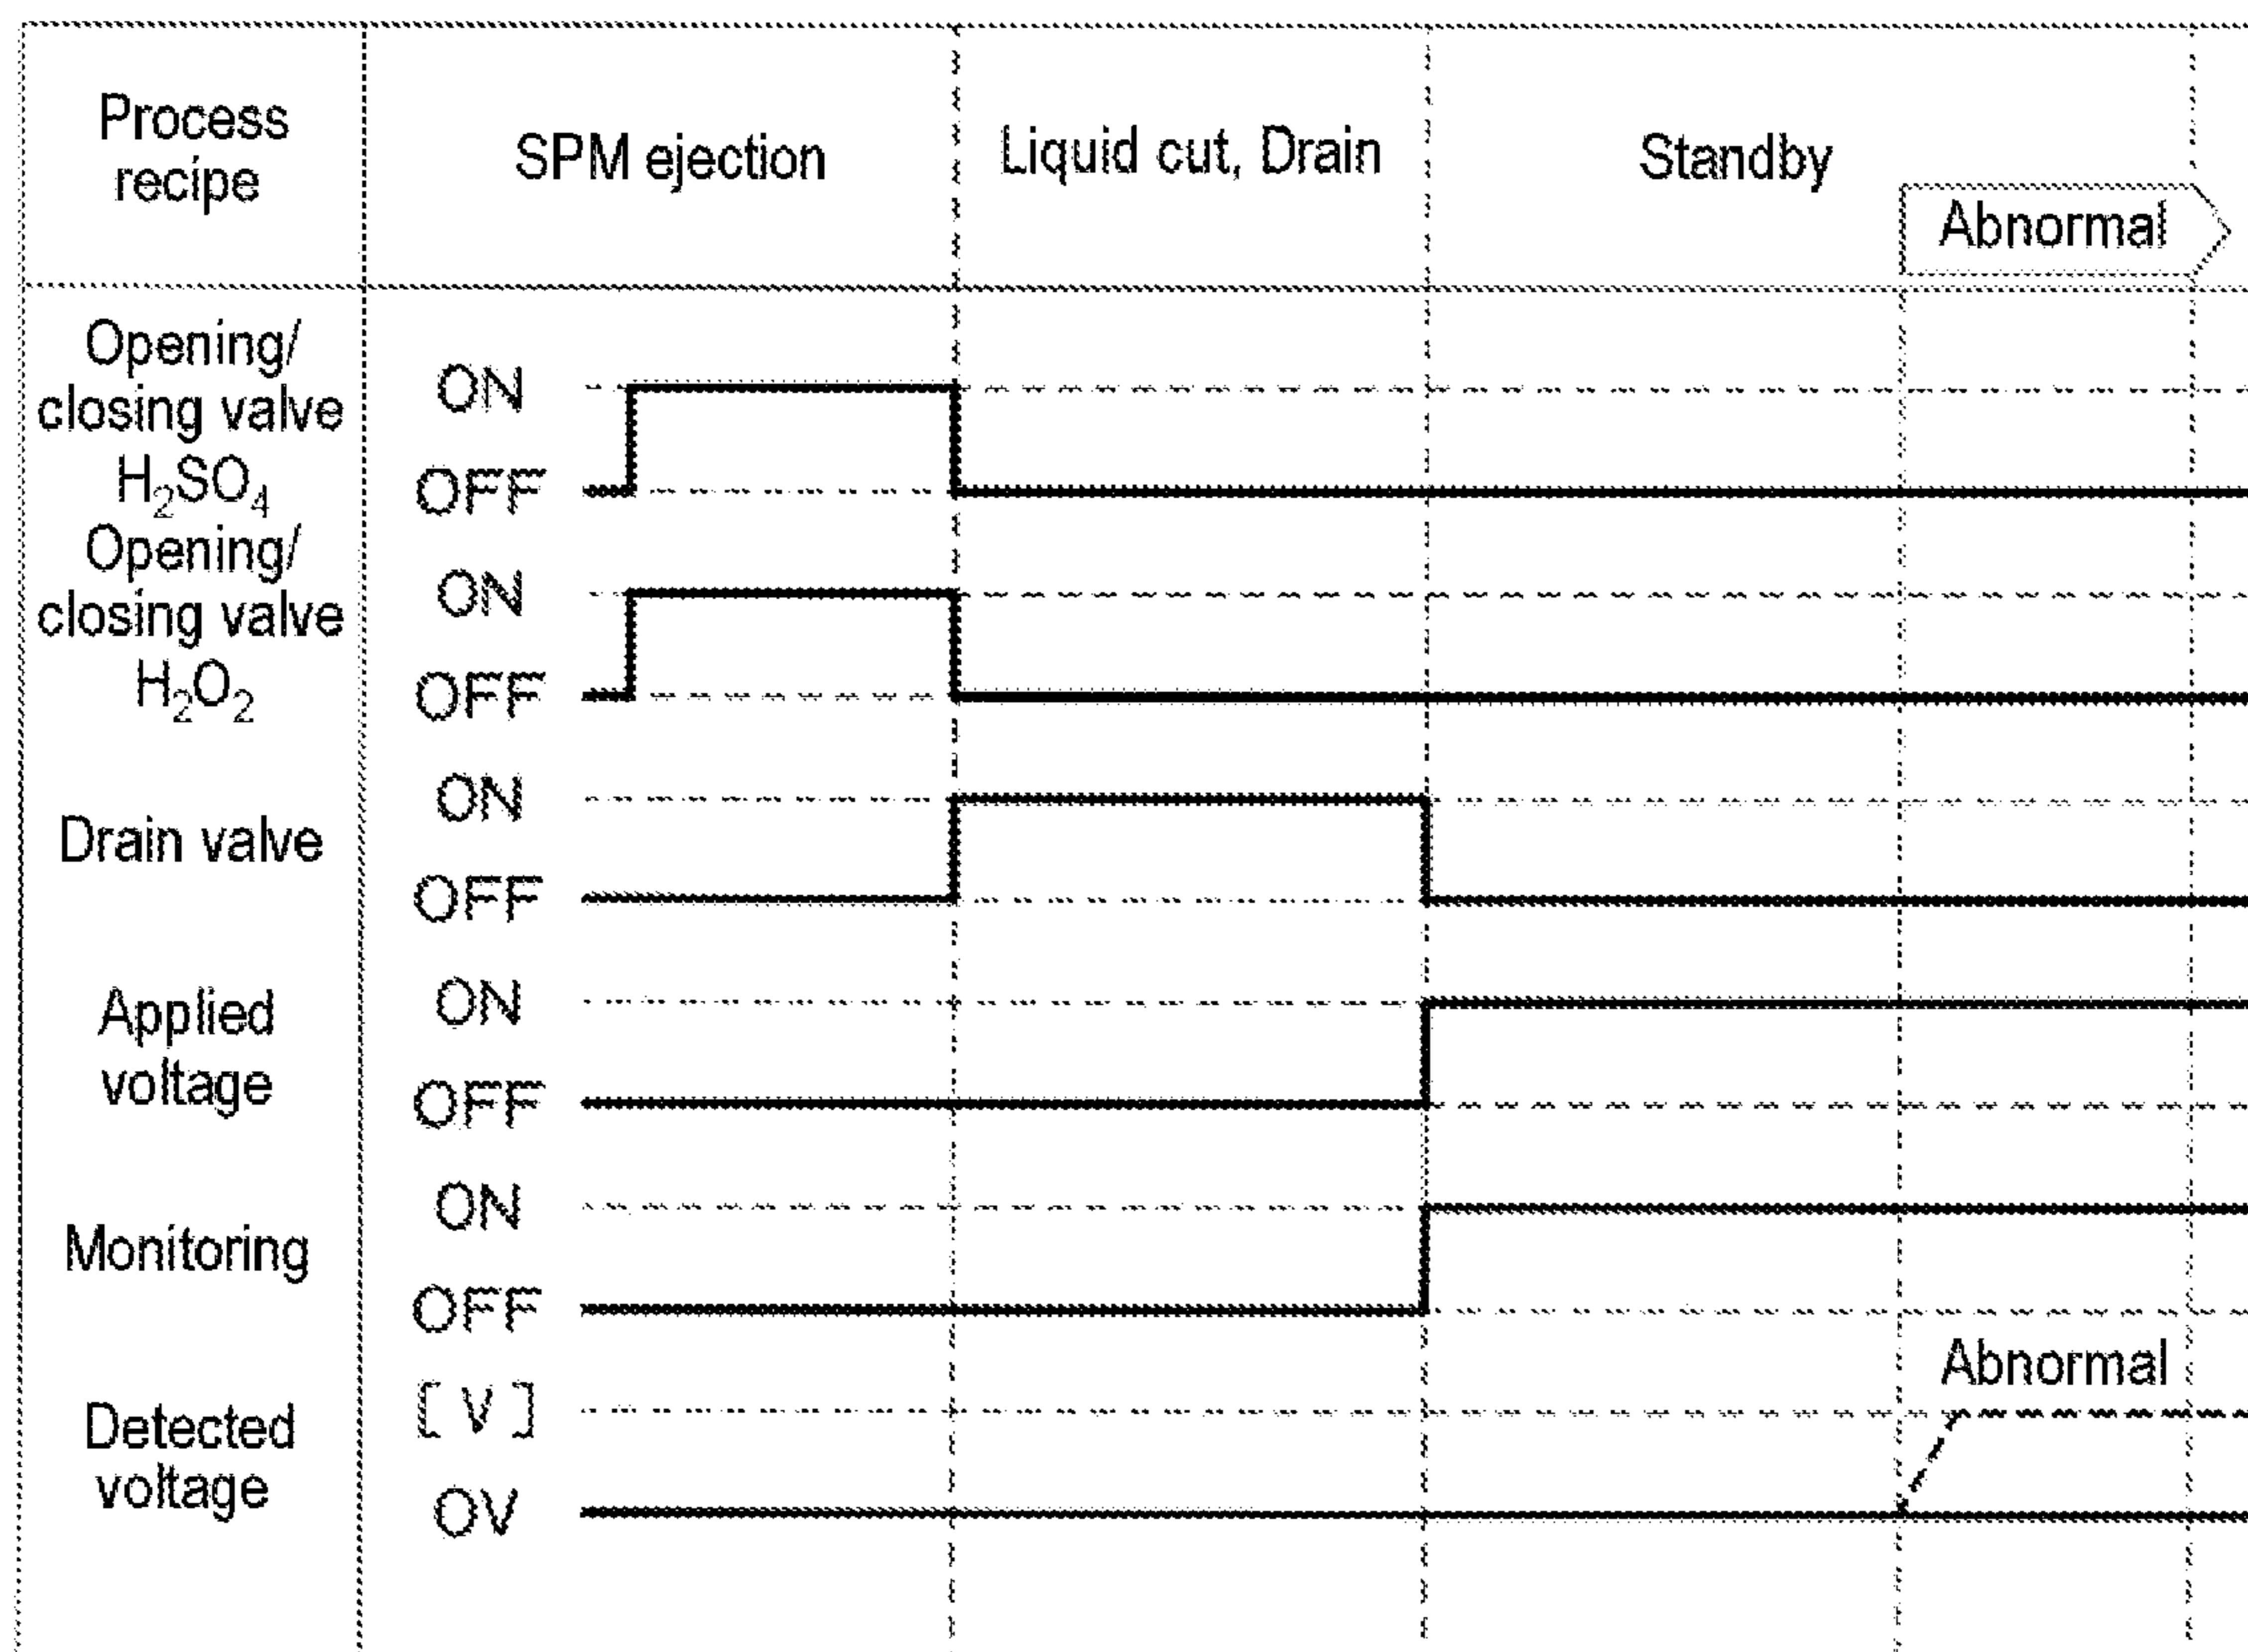 Process
recipe
SPM ejection
Liquid cut, Drain
Standby
Abnormal
Opening/
closing valve
H₂SO₄
ON
OFF
Opening/
closing valve
H₂O₂
ON
OFF
Drain valve
ON
OFF
Applied
voltage
ON
OFF
Monitoring
ON
OFF
Detected
voltage
[ V ]
0V
Abnormal